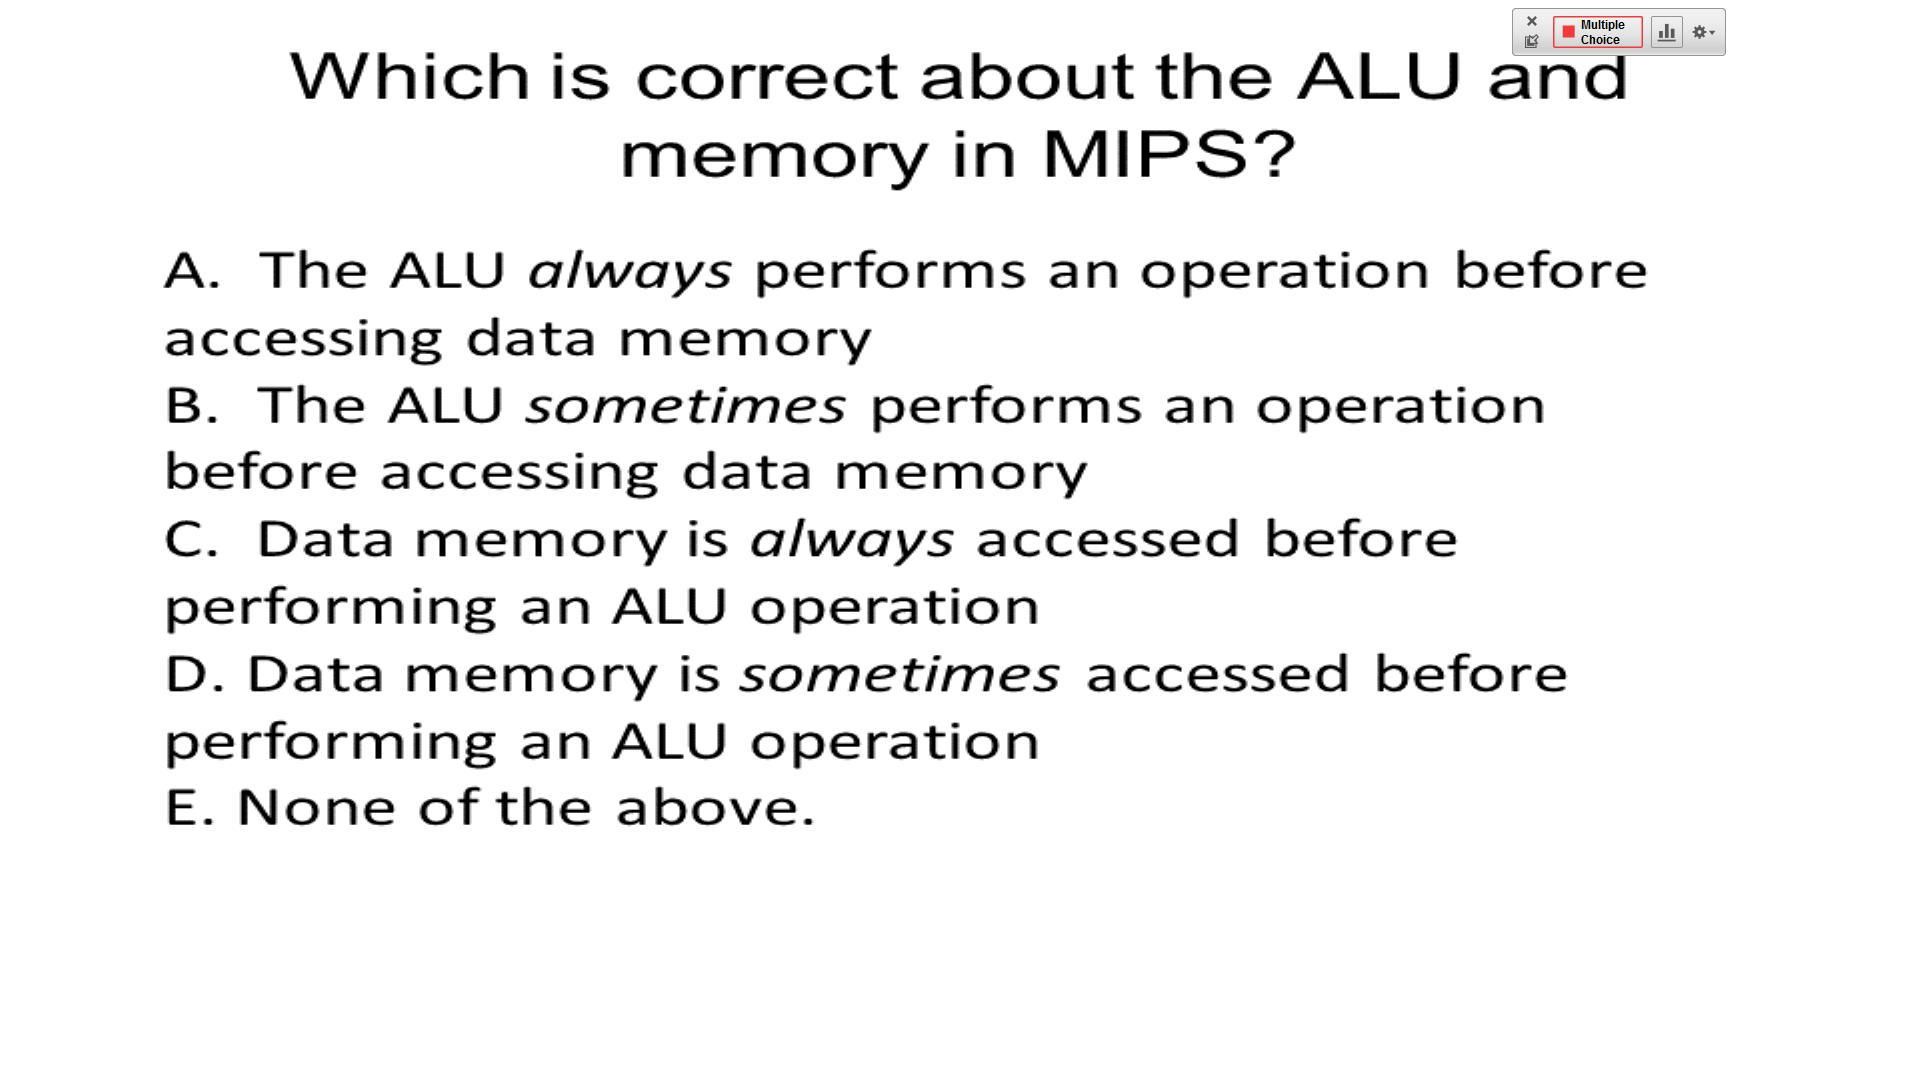 Multiple
Choice
Which is correct about the ALU and
memory in MIPS?
A. The ALU always performs an operation before
accessing data memory
B. The ALU sometimes performs an operation
before accessing data memory
C. Data memory is always accessed before
performing an ALU operation
D. Data memory is sometimes accessed before
performing an ALU operation
E. None of the above.